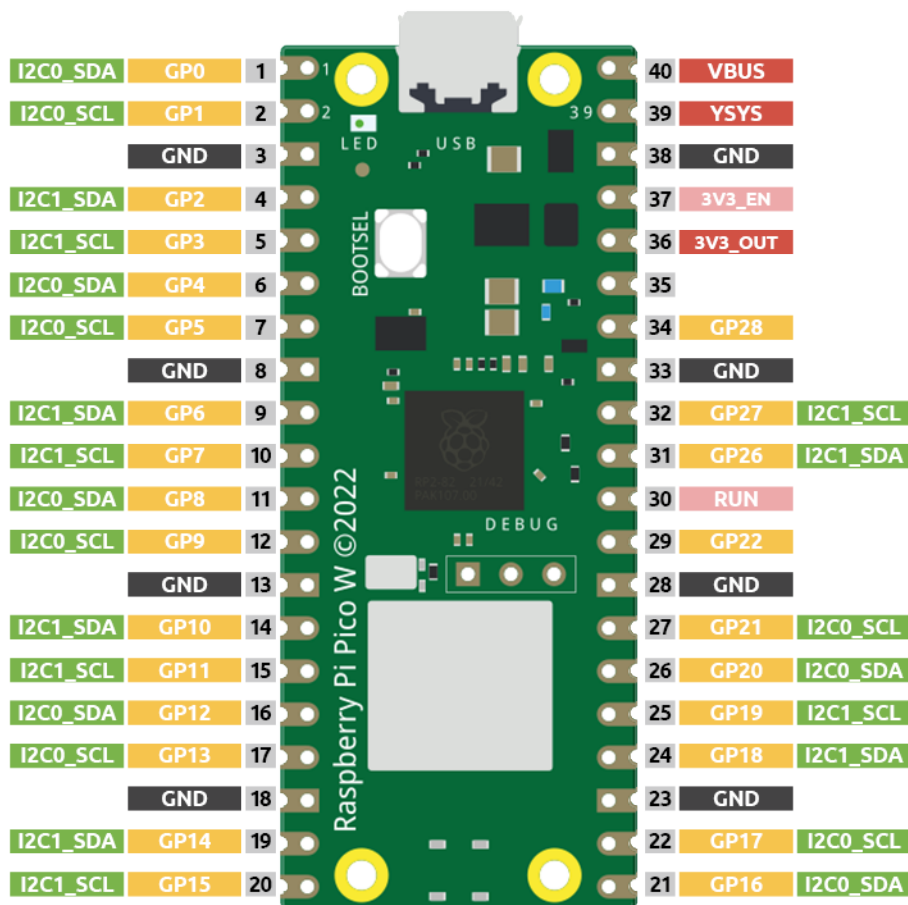 I2C0_SDA GP0 1 1 40 VBUS
I2C0_SCL GP1 2 2 39 39 YSYS
GND 3 LED USB 38 GND
I2C1_SDA GP2 4 37 3V3_EN
I2C1_SCL GP3 5 BOOTSEL 36 3V3_OUT
I2C0_SDA GP4 6 35
I2C0_SCL GP5 7 34 GP28
GND 8 33 GND
I2C1_SDA GP6 9 32 GP27 I2C1_SCL
I2C1_SCL GP7 10 31 GP26 I2C1_SDA
I2C0_SDA GP8 11 30 RUN
I2C0_SCL GP9 12 DEBUG 29 GP22
GND 13 28 GND
I2C1_SDA GP10 14 27 GP21 I2C0_SCL
I2C1_SCL GP11 15 26 GP20 I2C0_SDA
I2C0_SDA GP12 16 25 GP19 I2C1_SCL
I2C0_SCL GP13 17 24 GP18 I2C1_SDA
GND 18 23 GND
I2C1_SDA GP14 19 22 GP17 I2C0_SCL
I2C1_SCL GP15 20 21 GP16 I2C0_SDA
Raspberry Pi Pico W ©2022